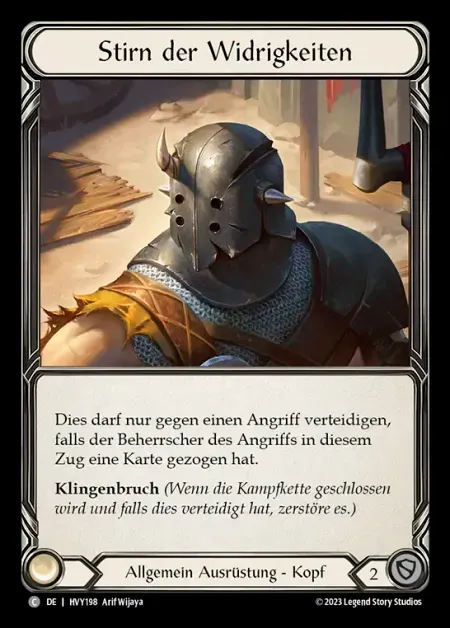 Stirn der Widrigkeiten
Dies darf nur gegen einen Angriff verteidigen,
falls der Beherrscher des Angriffs in diesem
Zug eine Karte gezogen hat.
Klingenbruch (Wenn die Kampfkette geschlossen
wird und falls dies verteidigt hat, zerstöre es.)
Allgemein Ausrüstung - Kopf
2
C DE | HVY198 Arif Wijaya
© 2023 Legend Story Studios